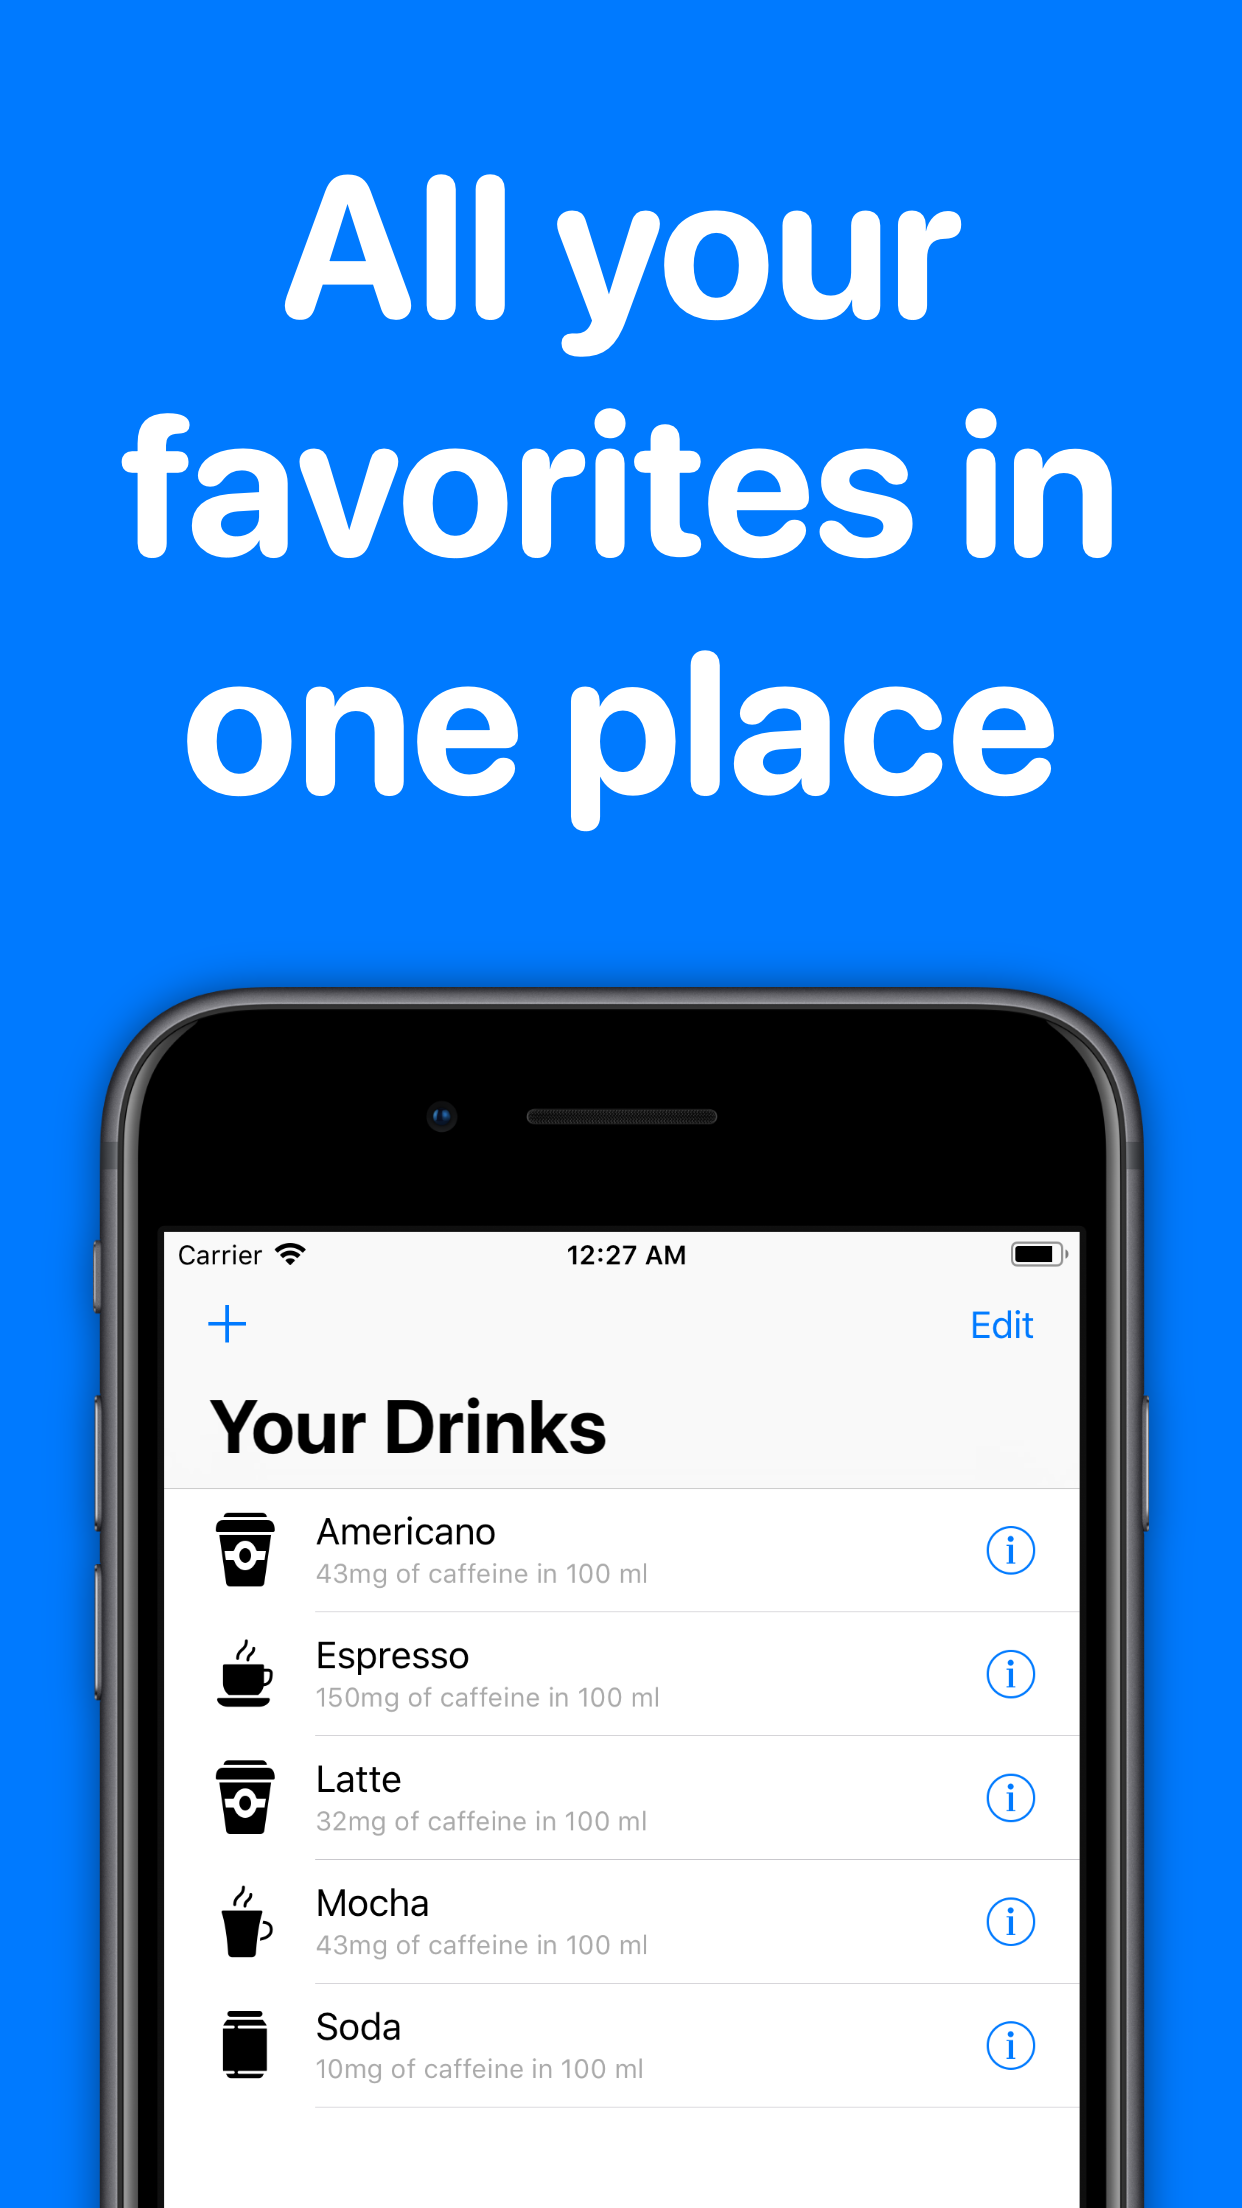 All your
favorites in
one place
Carrier 12:27 AM
Edit
Your Drinks
Americano
43mg of caffeine in 100 ml
Espresso
150mg of caffeine in 100 ml
Latte
32mg of caffeine in 100 ml
Mocha
43mg of caffeine in 100 ml
Soda
10mg of caffeine in 100 ml